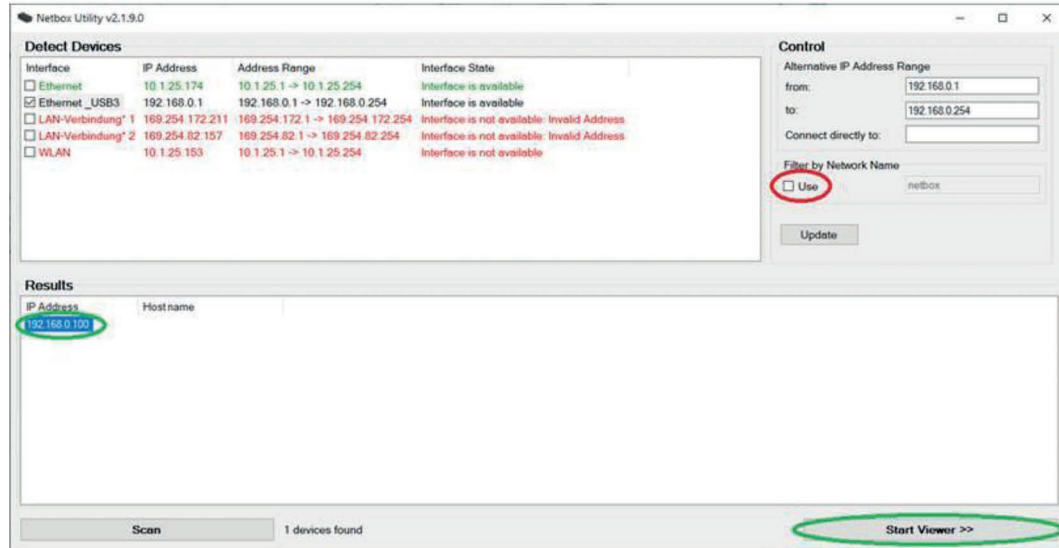 Netbox Utility v2.1.9.0
Detect Devices
Interface IP Address Address Range Interface State
Ethernet 10.1.25.174 10.1.25.1 -> 10.1.25.254 Interface is available
Ethernet _USB3 192.168.0.1 192.168.0.1 -> 192.168.0.254 Interface is available
LAN-Verbindung* 1 169.254.172.211 169.254.172.1 -> 169.254.172.254 Interface is not available: Invalid Address
LAN-Verbindung* 2 169.254.82.157 169.254.82.1 -> 169.254.82.254 Interface is not available: Invalid Address
WLAN 10.1.25.153 10.1.25.1 -> 10.1.25.254 Interface is not available
Control
Alternative IP Address Range
from: 192.168.0.1
to: 192.168.0.254
Connect directly to:
Filter by Network Name
Use netbox
Update
Results
IP Address Hostname
192.168.0.100
Scan 1 devices found Start Viewer >>